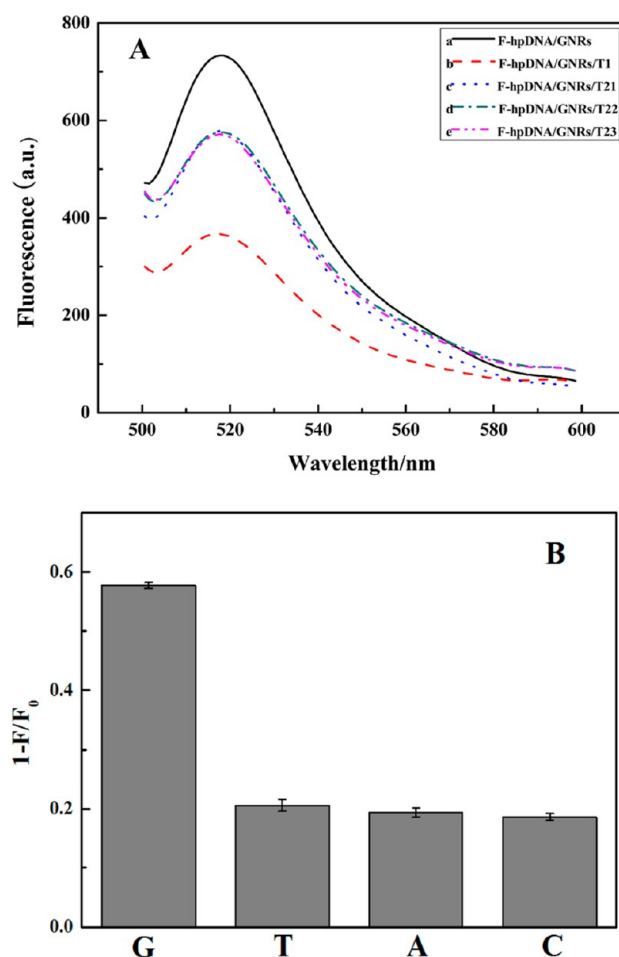 A
a F-hpDNA/GNRs
b F-hpDNA/GNRs/T1
c F-hpDNA/GNRs/T21
d F-hpDNA/GNRs/T22
e F-hpDNA/GNRs/T23
800
600
400
200
0
Fluorescence (a.u.)
500 520 540 560 580 600
Wavelength/nm
B
0.6
0.4
0.2
0.0
1-F/F₀
G T A C